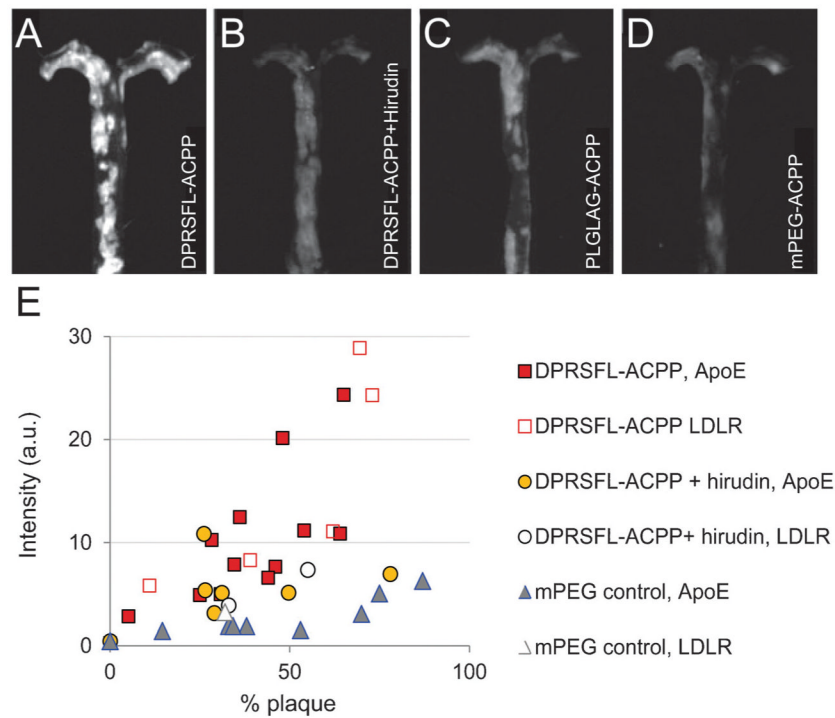 A
B
C
D
DPRSFL-ACPP
DPRSFL-ACPP+Hirudin
PLGLAG-ACPP
mPEG-ACPP
E
30
20
10
0
Intensity (a.u.)
0
50
100
% plaque
DPRSFL-ACPP, ApoE
DPRSFL-ACPP LDLR
DPRSFL-ACPP + hirudin, ApoE
DPRSFL-ACPP+ hirudin, LDLR
mPEG control, ApoE
mPEG control, LDLR